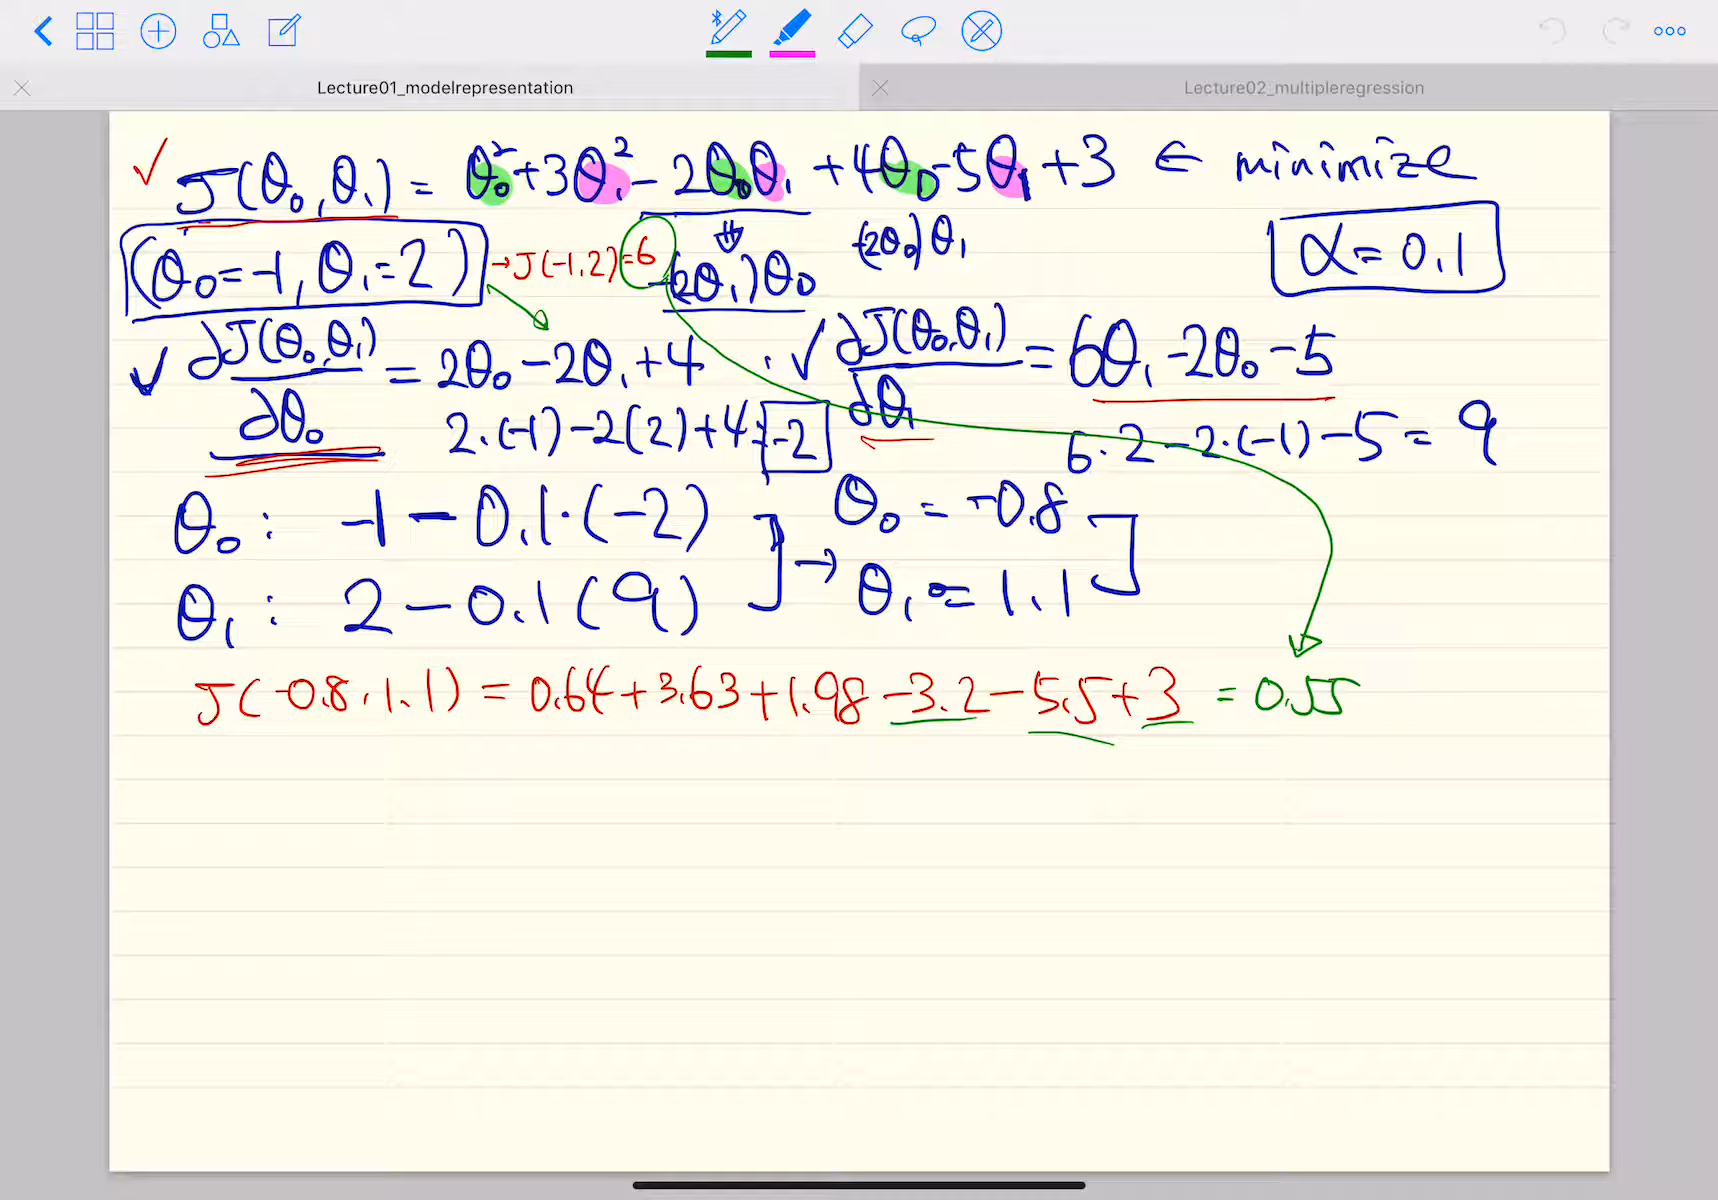 Lecture01_modelrepresentation
Lecture02_multipleregression
✓ J(θ₀,θ₁) = θ₀²+3θ₁²-2θ₀θ₁+4θ₀-5θ₁+3 ← minimize
(θ₀=-1, θ₁=2) →J(-1,2)=6
⇓
(-2θ₁)θ₀
(-2θ₀)θ₁
α=0.1
✓ ∂J(θ₀,θ₁)/∂θ₀ = 2θ₀-2θ₁+4
2·(-1)-2(2)+4=-2
✓ ∂J(θ₀,θ₁)/∂θ₁ = 6θ₁-2θ₀-5
6·2-2·(-1)-5=9
θ₀: -1-0.1·(-2)
θ₁: 2-0.1(9)
] → θ₀=-0.8
θ₁=1.1 ]
J(-0.8,1.1)=0.64+3.63+1.98-3.2-5.5+3 =0.55